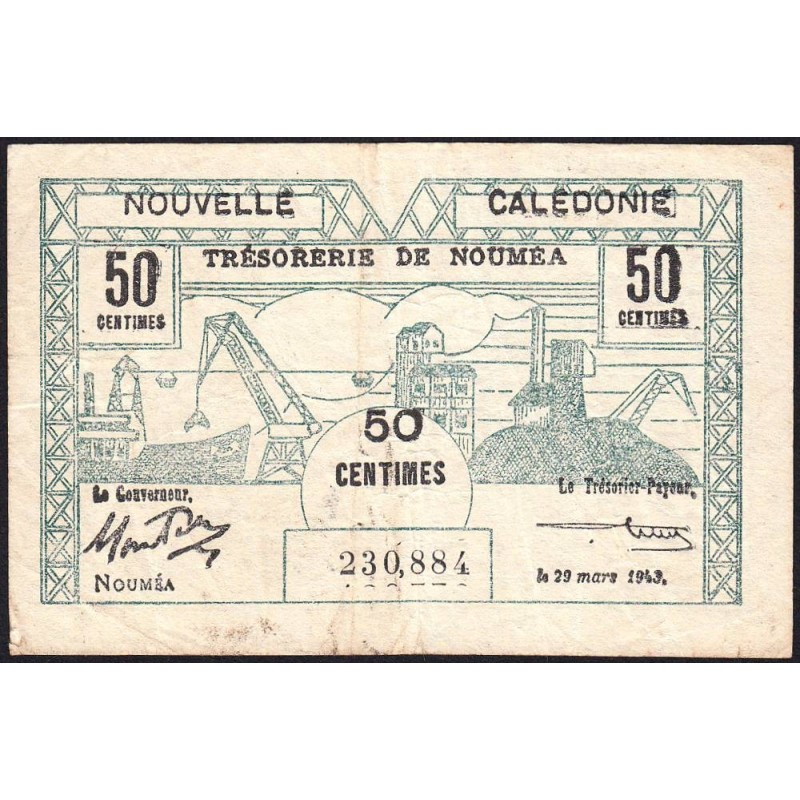 NOUVELLE CALÉDONIE
TRÉSORERIE DE NOUMÉA
50
CENTIMES
50
CENTIMES
50
CENTIMES
Le Gouverneur,
Le Trésorier-Payeur,
NOUMÉA
230,884
le 29 mars 1943.